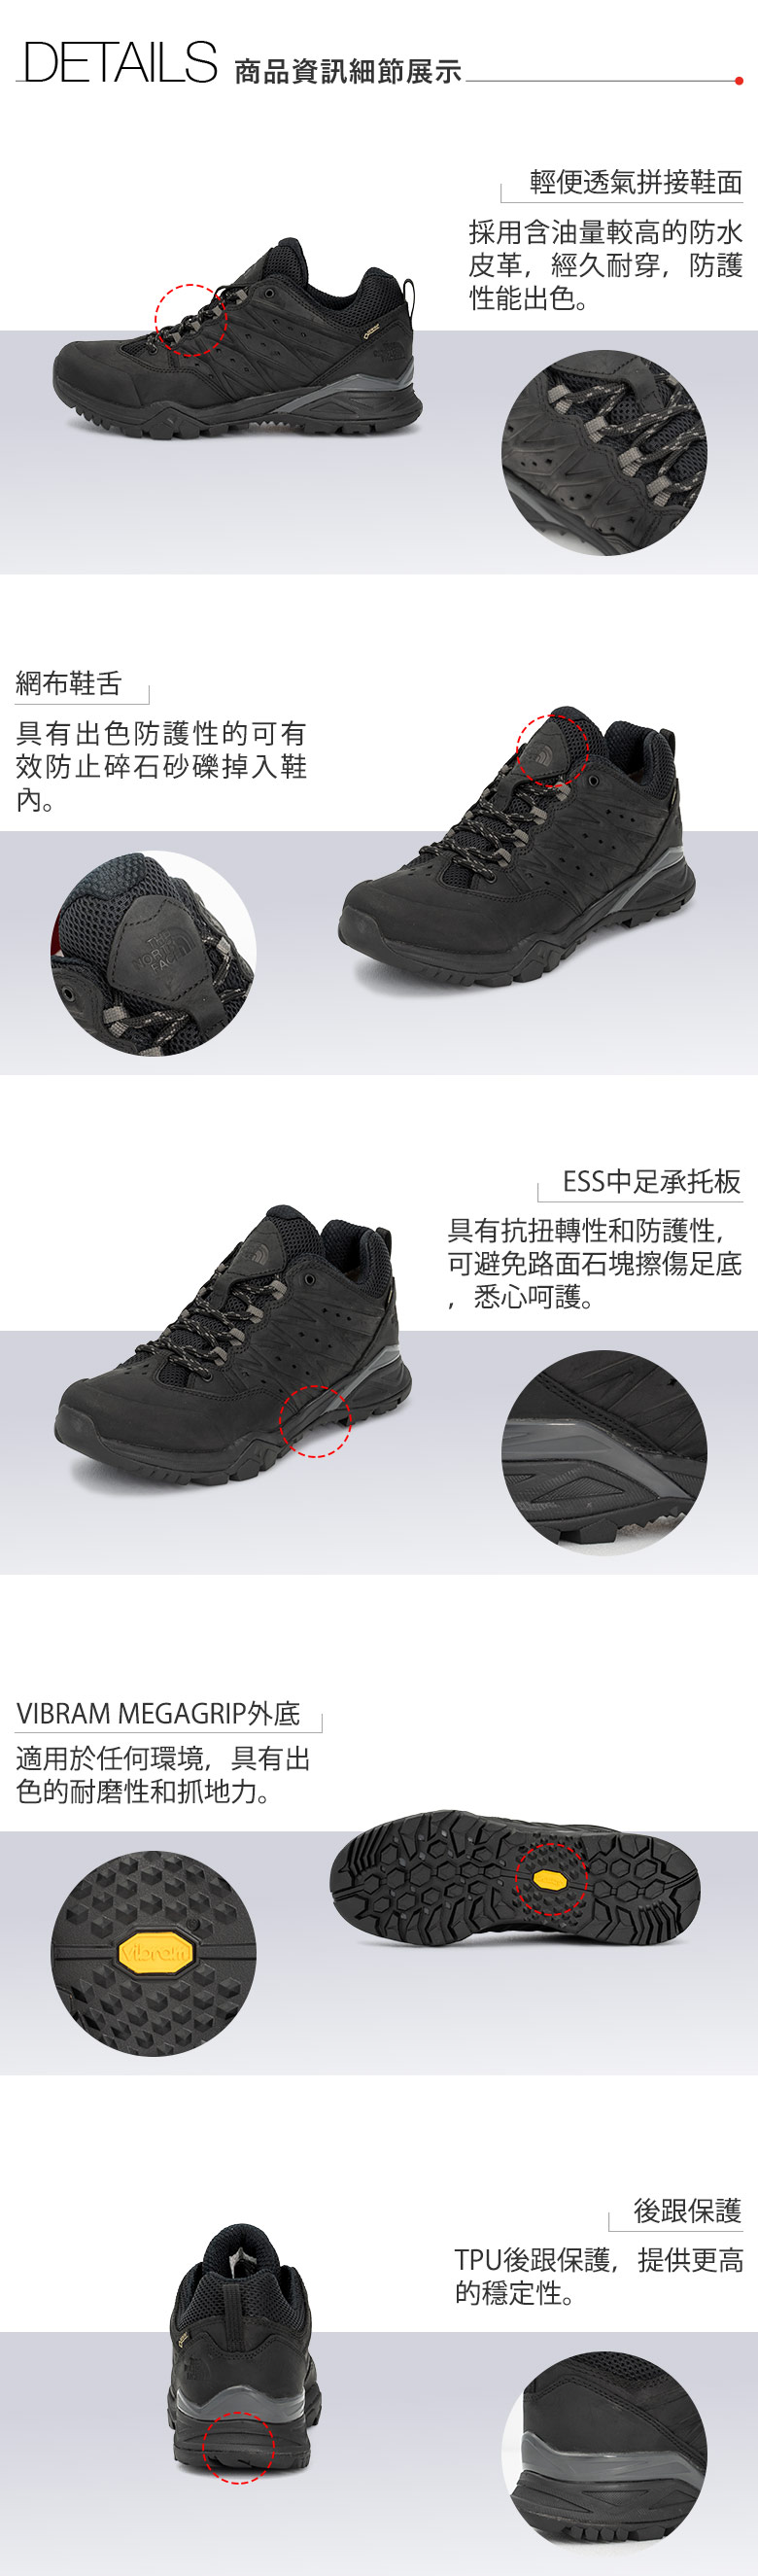 DETAILS 商品資訊細節展示
輕便透氣拼接鞋面
採用含油量較高的防水
皮革，經久耐穿，防護
性能出色。
網布鞋舌
具有出色防護性的可有
效防止碎石砂礫掉入鞋
內。
THE
NORTH
FACE
ESS中足承托板
具有抗扭轉性和防護性，
可避免路面石塊擦傷足底
，悉心呵護。
VIBRAM MEGAGRIP外底
適用於任何環境，具有出
色的耐磨性和抓地力。
vibram
後跟保護
TPU後跟保護，提供更高
的穩定性。